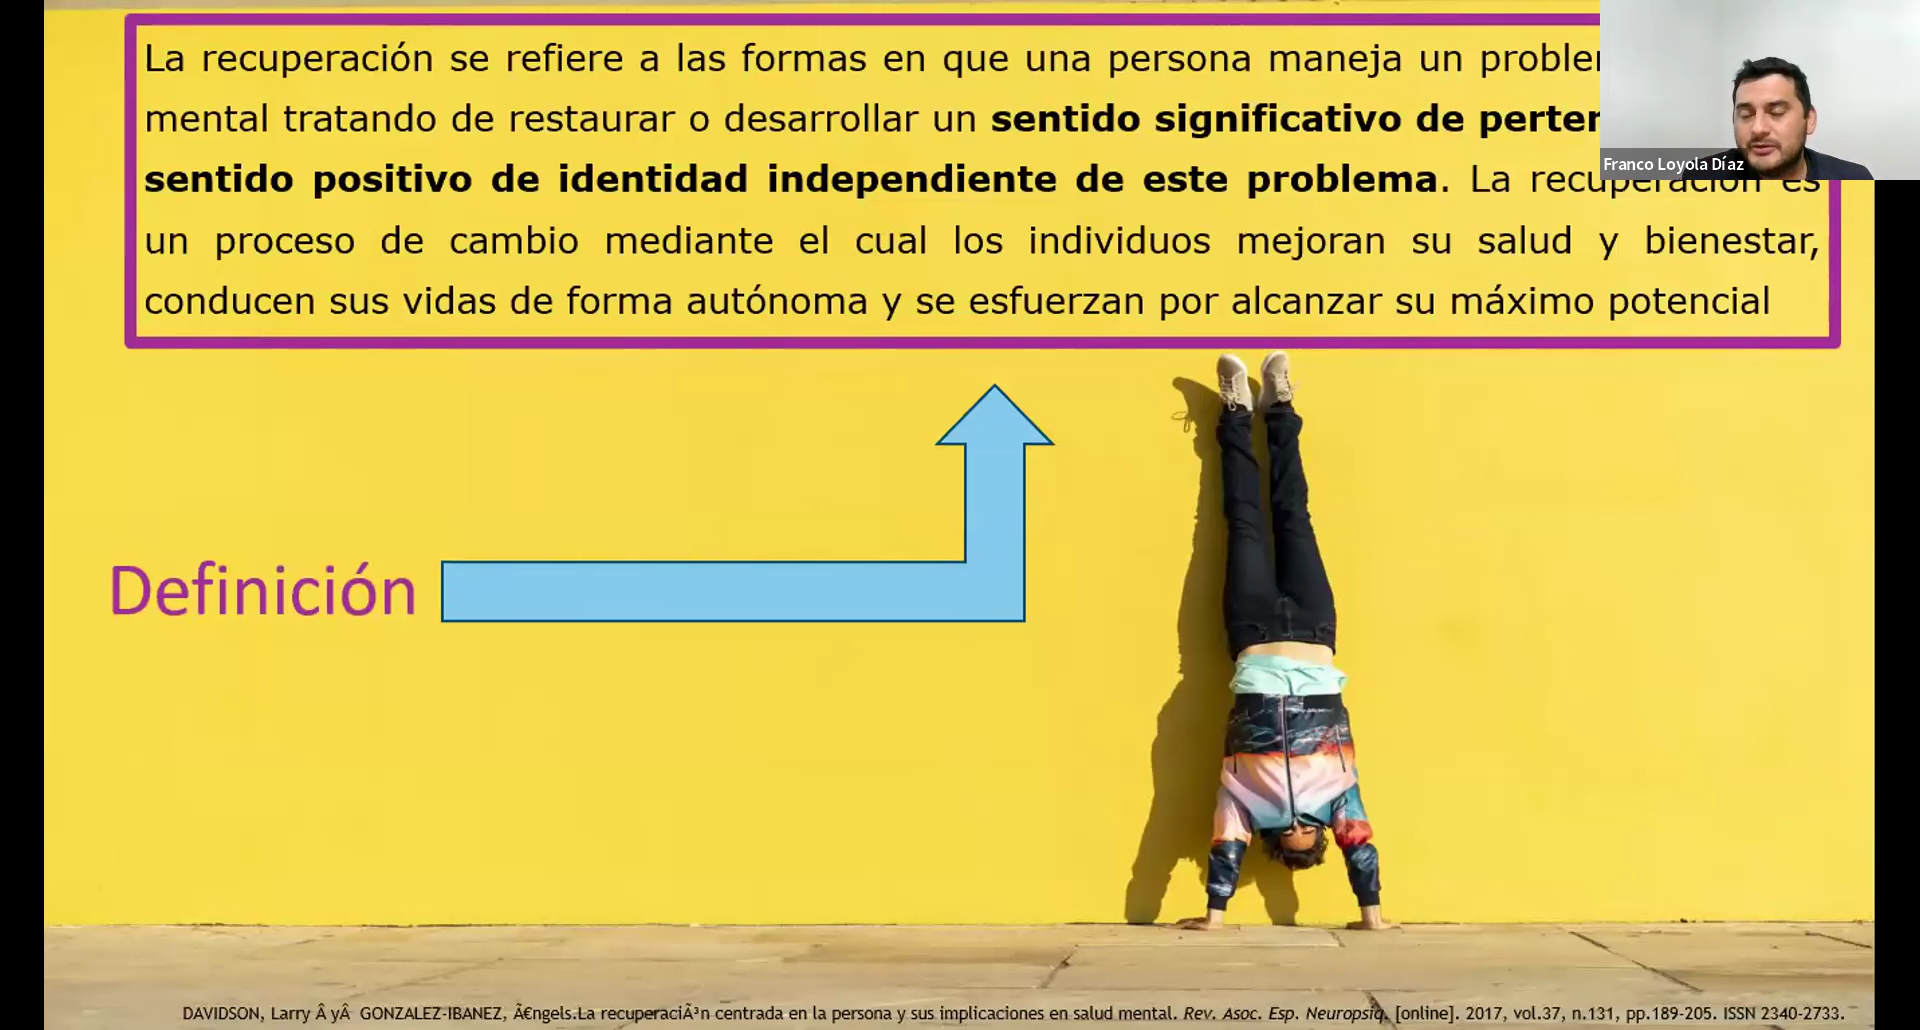 La recuperación se refiere a las formas en que una persona maneja un
mental tratando de restaurar o desarrollar un sentido significativo de
sentido positivo de identidad independiente de este problema. La recuperación es
un proceso de cambio mediante el cual los individuos mejoran su salud y bienestar,
conducen sus vidas de forma autónoma y se esfuerzan por alcanzar su máximo potencial
Franco Loyola Díaz
Definición
DAVIDSON, Larry Â yÂ  GONZALEZ-IBANEZ, Ã€ngels.La recuperaciÃ³n centrada en la persona y sus implicaciones en salud mental. Rev. Asoc. Esp. Neuropsiq. [online]. 2017, vol.37, n.131, pp.189-205. ISSN 2340-2733.